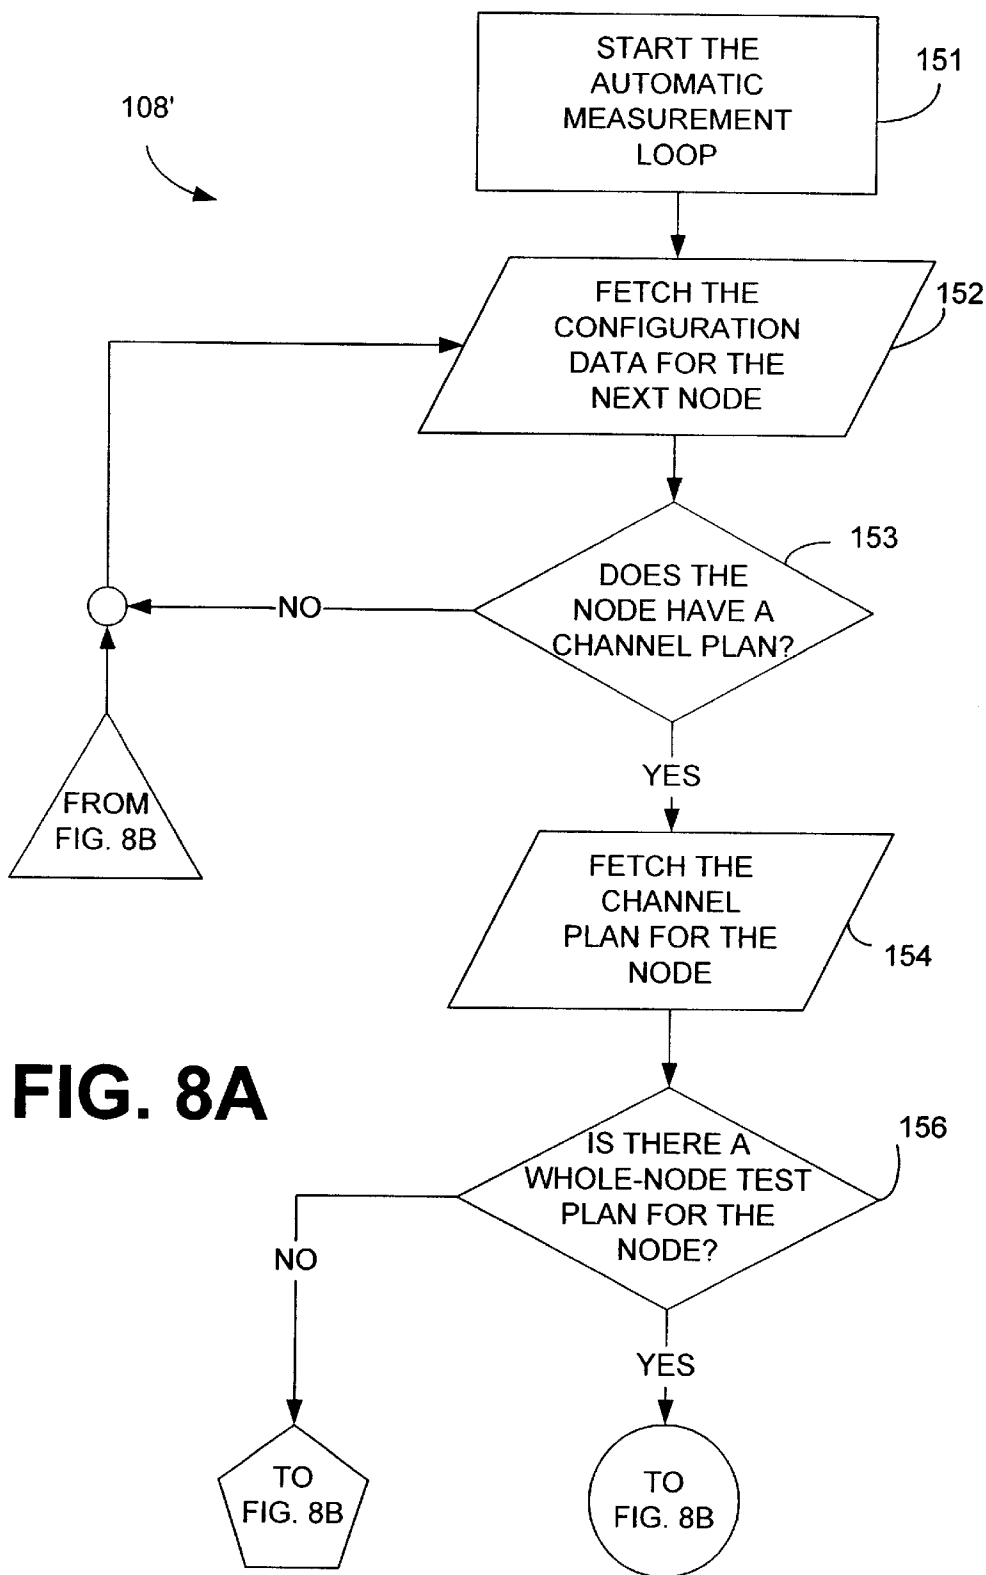 START THE
AUTOMATIC
MEASUREMENT
LOOP
151
108'
FETCH THE
CONFIGURATION
DATA FOR THE
NEXT NODE
152
DOES THE
NODE HAVE A
CHANNEL PLAN?
153
NO
YES
FROM
FIG. 8B
FETCH THE
CHANNEL
PLAN FOR THE
NODE
154
FIG. 8A
IS THERE A
WHOLE-NODE TEST
PLAN FOR THE
NODE?
156
NO
YES
TO
FIG. 8B
TO
FIG. 8B